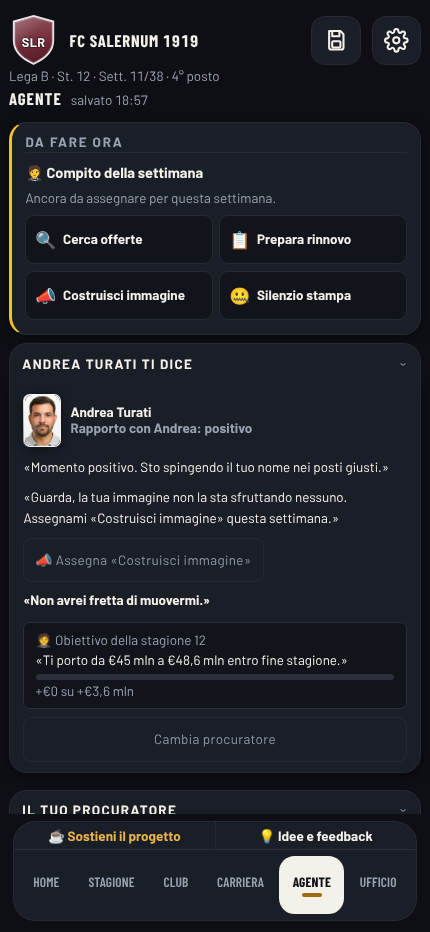 SLR
FC SALERNUM 1919
Lega B · St. 12 · Sett. 11/38 · 4° posto
AGENTE salvato 18:57
DA FARE ORA
Compito della settimana
Ancora da assegnare per questa settimana.
Cerca offerte
Prepara rinnovo
Costruisci immagine
Silenzio stampa
ANDREA TURATI TI DICE
Andrea Turati
Rapporto con Andrea: positivo
«Momento positivo. Sto spingendo il tuo nome nei posti giusti.»
«Guarda, la tua immagine non la sta sfruttando nessuno.
Assegnami «Costruisci immagine» questa settimana.»
Assegna «Costruisci immagine»
«Non avrei fretta di muovermi.»
Obiettivo della stagione 12
«Ti porto da €45 mln a €48,6 mln entro fine stagione.»
+€0 su +€3,6 mln
Cambia procuratore
IL TUO PROCURATORE
Sostieni il progetto
Idee e feedback
HOME
STAGIONE
CLUB
CARRIERA
AGENTE
UFFICIO